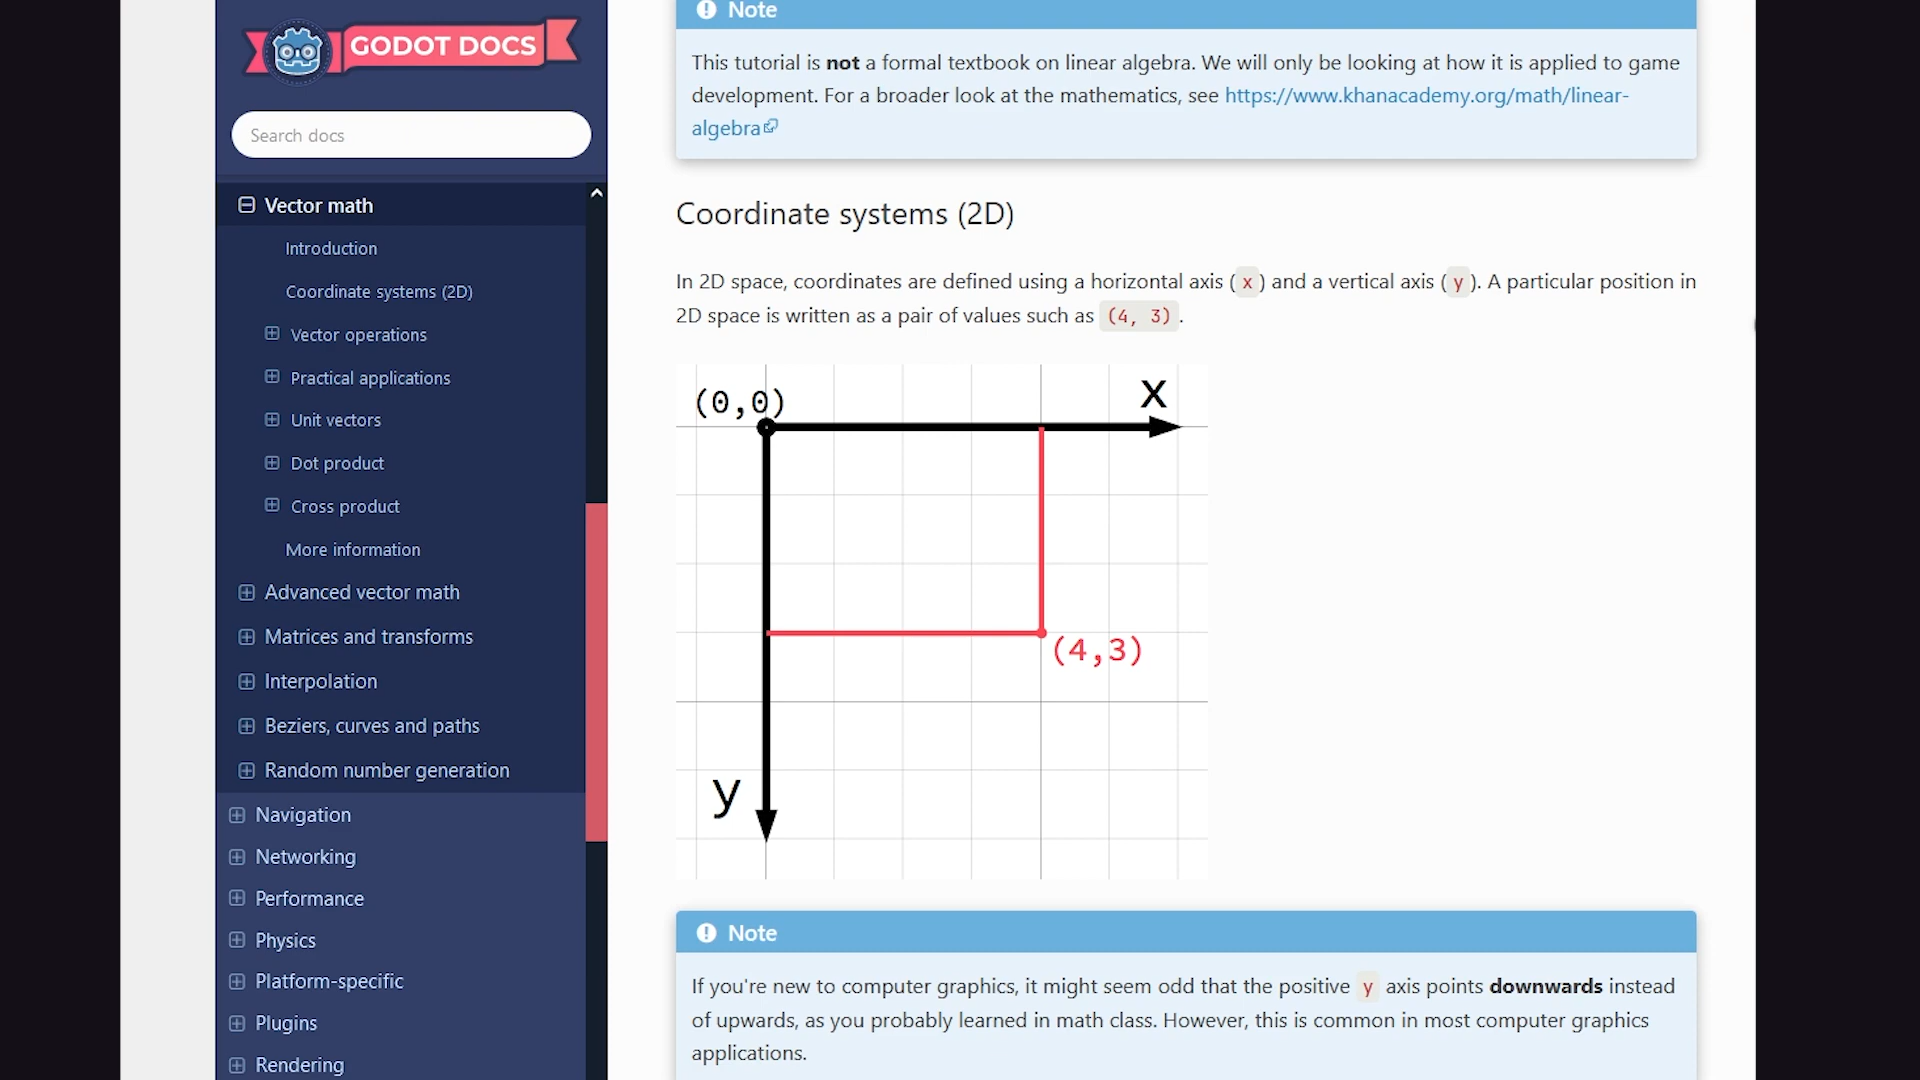 GODOT DOCS
Search docs
Vector math
Introduction
Coordinate systems (2D)
Vector operations
Practical applications
Unit vectors
Dot product
Cross product
More information
Advanced vector math
Matrices and transforms
Interpolation
Beziers, curves and paths
Random number generation
Navigation
Networking
Performance
Physics
Platform-specific
Plugins
Rendering
Note
This tutorial is not a formal textbook on linear algebra. We will only be looking at how it is applied to game
development. For a broader look at the mathematics, see https://www.khanacademy.org/math/linear-
algebra
Coordinate systems (2D)
In 2D space, coordinates are defined using a horizontal axis ( x ) and a vertical axis ( y ). A particular position in
2D space is written as a pair of values such as (4, 3) .
(0,0)
x
(4,3)
y
Note
If you're new to computer graphics, it might seem odd that the positive y axis points downwards instead
of upwards, as you probably learned in math class. However, this is common in most computer graphics
applications.